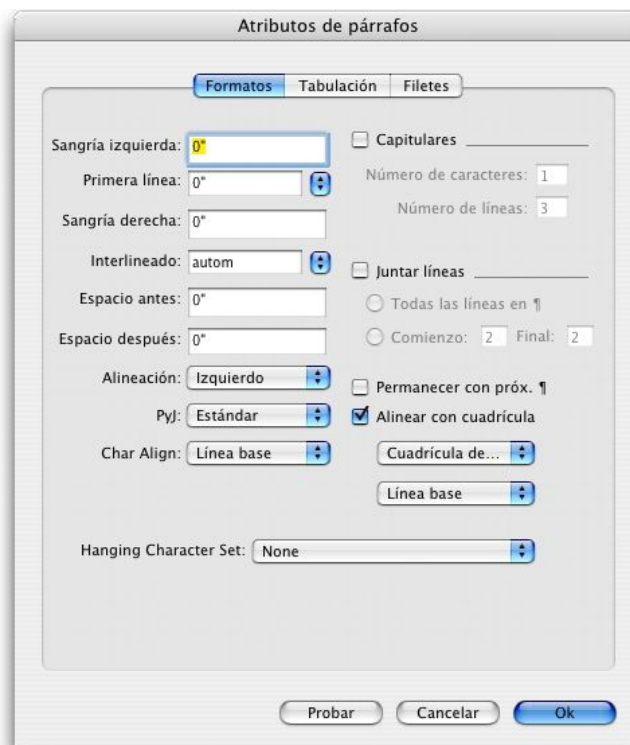 Atributos de párrafos
Formatos Tabulación Filetes
Sangría izquierda: 0"
Primera línea: 0"
Sangría derecha: 0"
Interlineado: autom
Espacio antes: 0"
Espacio después: 0"
Alineación: Izquierdo
PyJ: Estándar
Char Align: Línea base
Capitulares
Número de caracteres: 1
Número de líneas: 3
Juntar líneas
Todas las líneas en ¶
Comienzo: 2 Final: 2
Permanecer con próx. ¶
Alinear con cuadrícula
Cuadrícula de...
Línea base
Hanging Character Set: None
Probar Cancelar Ok